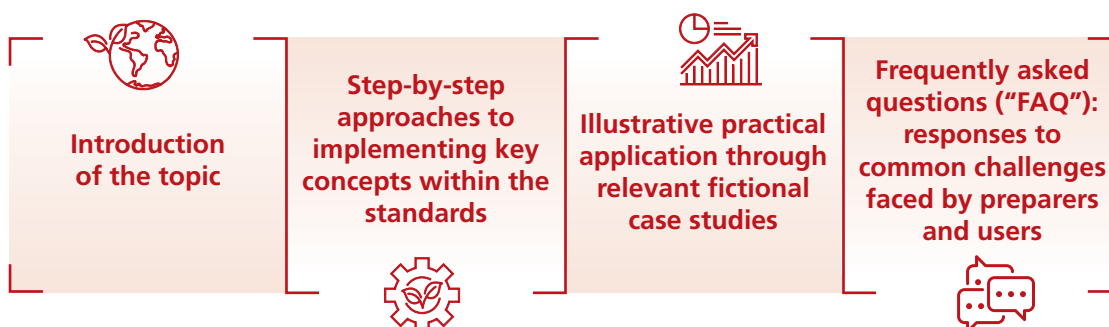 Introduction
of the topic
Step-by-step
approaches to
implementing key
concepts within the
standards
Illustrative practical
application through
relevant fictional
case studies
Frequently asked
questions (“FAQ”):
responses to
common challenges
faced by preparers
and users